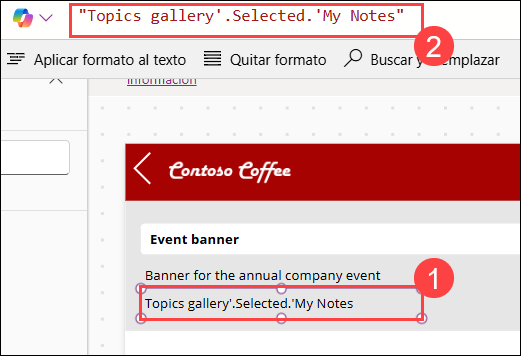 "Topics gallery'.Selected.'My Notes"
2
Aplicar formato al texto Quitar formato Buscar y emplazar
información
Contoso Coffee
Event banner
1
Banner for the annual company event
Topics gallery'.Selected.'My Notes